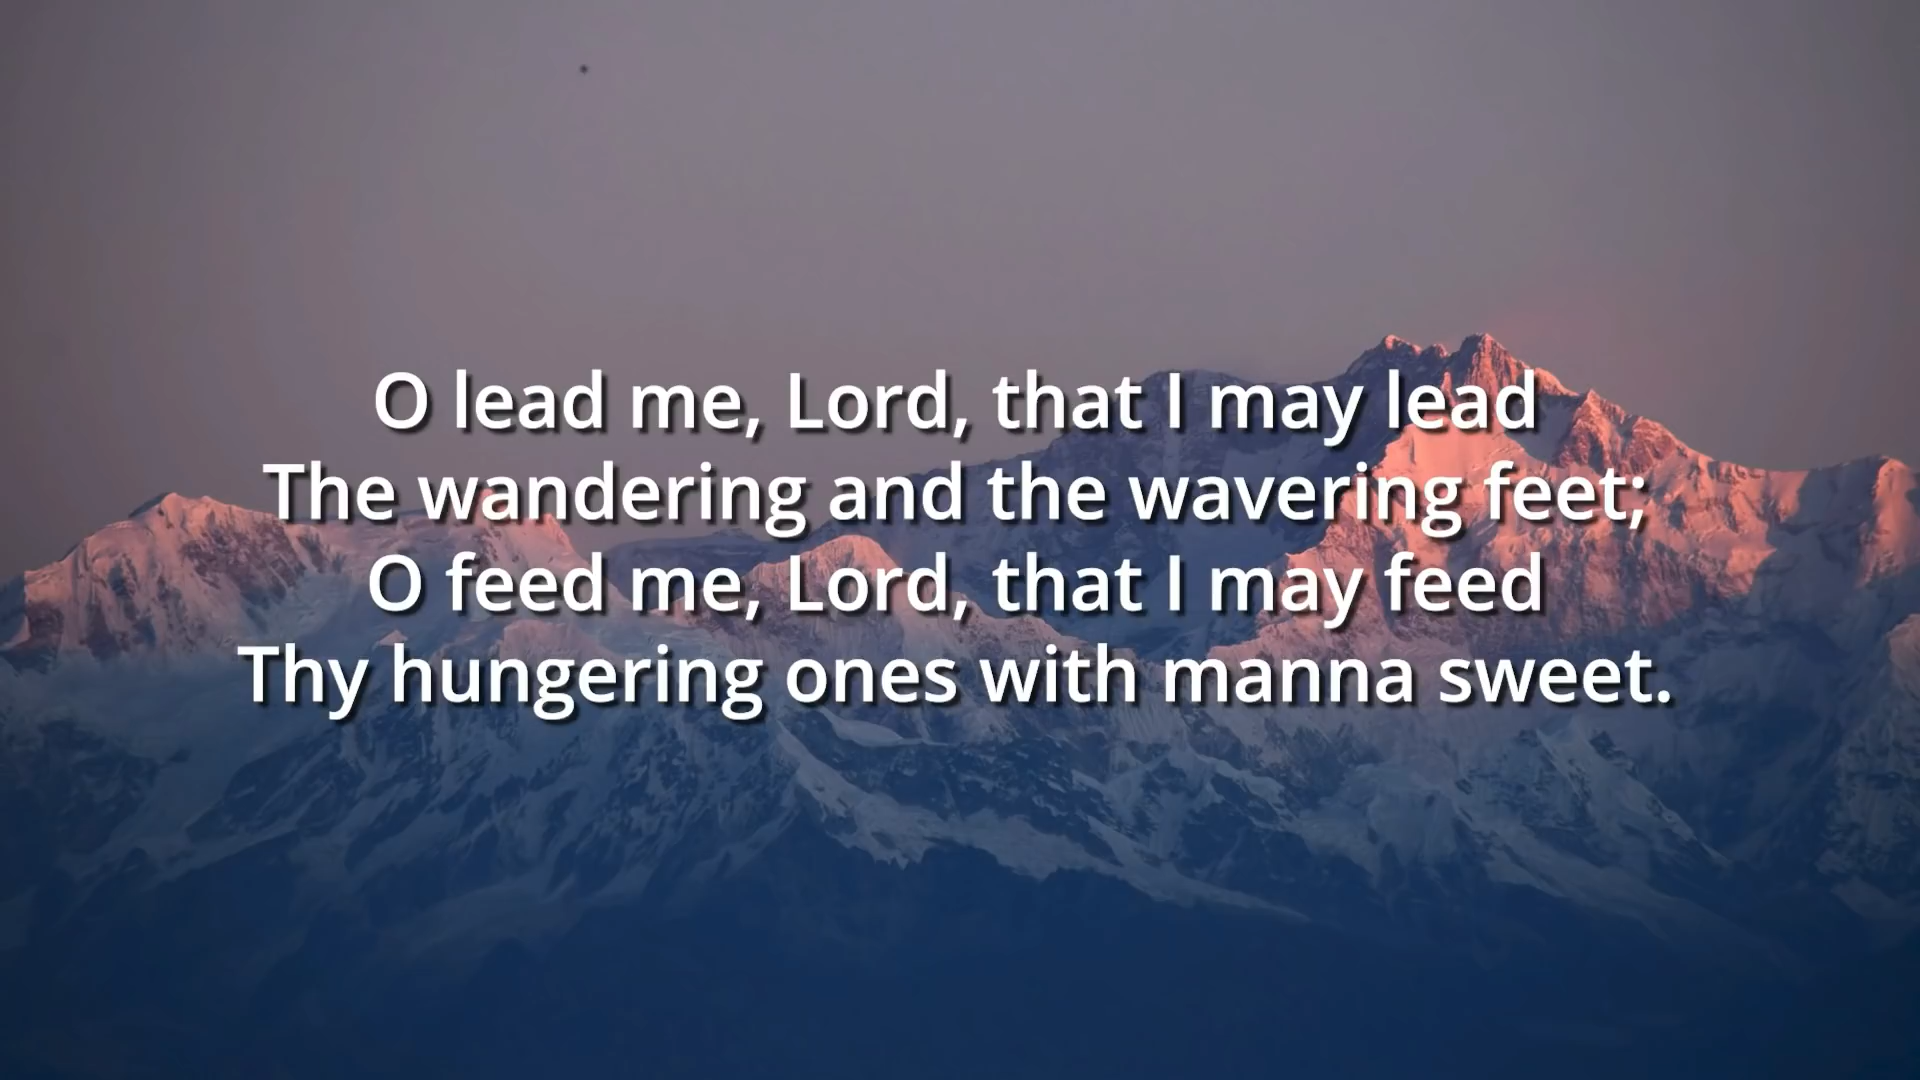 O lead me, Lord, that I may lead
The wandering and the wavering feet;
O feed me, Lord, that I may feed
Thy hungering ones with manna sweet.